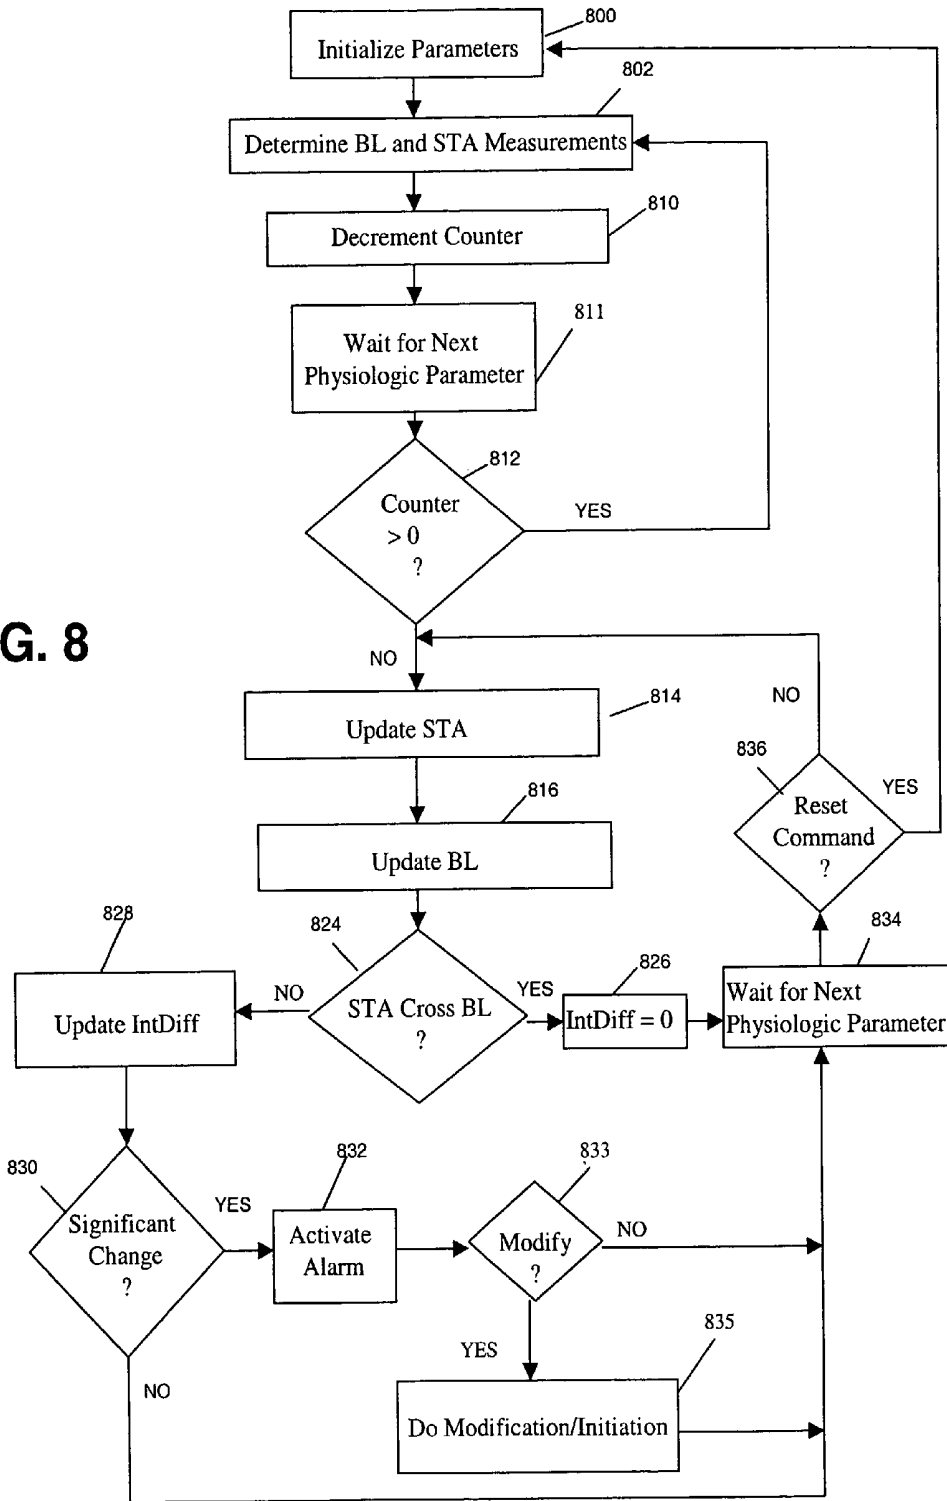 800
Initialize Parameters
802
Determine BL and STA Measurements
810
Decrement Counter
811
Wait for Next
Physiologic Parameter
812
Counter
> 0
?
YES
G. 8
NO
NO
814
Update STA
836
YES
Reset
Command
?
816
Update BL
828
824
834
826
NO
STA Cross BL
?
YES
Update IntDiff
IntDiff = 0
Wait for Next
Physiologic Parameter
830
832
833
Significant
Change
?
YES
Activate
Alarm
Modify
?
NO
YES
835
NO
Do Modification/Initiation